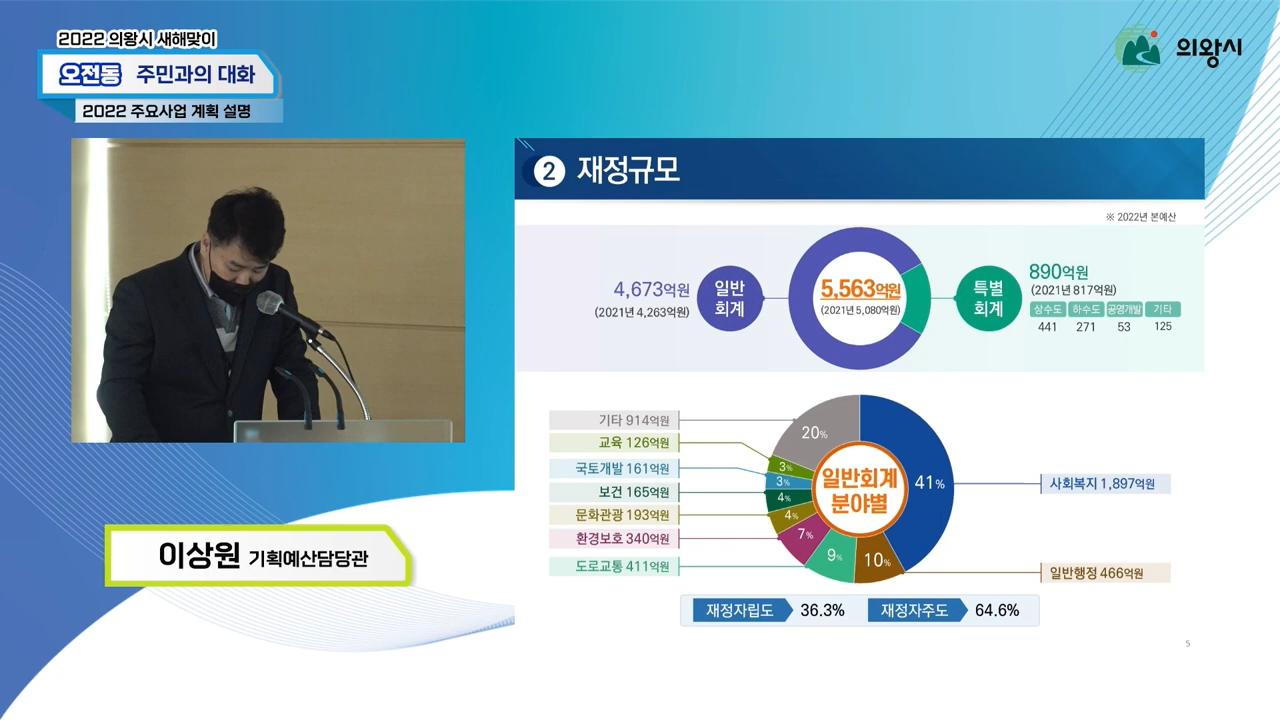 2022 의왕시 새해맞이
오전동 주민과의 대화
2022 주요사업 계획 설명
의왕시
이상원 기획예산담당관
2 재정규모
※ 2022년 본예산
4,673억원
(2021년 4,263억원)
일반
회계
5,563억원
(2021년 5,080억원)
특별
회계
890억원
(2021년 817억원)
상수도 하수도 공영개발 기타
441 271 53 125
기타 914억원
교육 126억원
국토개발 161억원
보건 165억원
문화관광 193억원
환경보호 340억원
도로교통 411억원
20%
3%
3%
4%
4%
7%
9%
10%
41%
일반회계
분야별
사회복지 1,897억원
일반행정 466억원
재정자립도 36.3% 재정자주도 64.6%
5